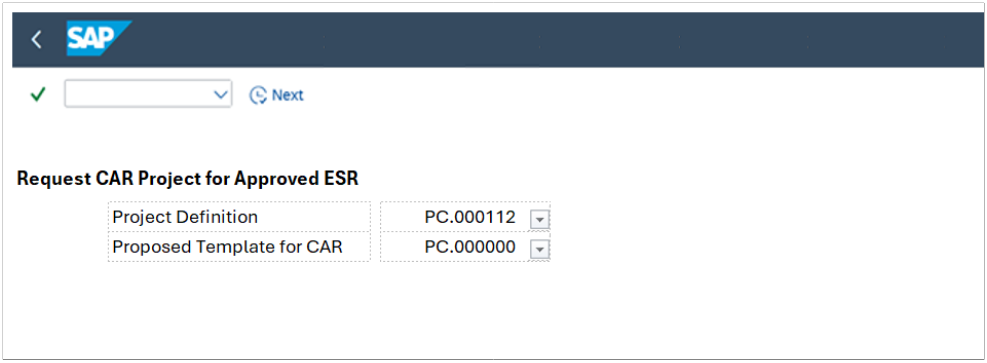 SAP
Next
Request CAR Project for Approved ESR
Project Definition PC.000112
Proposed Template for CAR PC.000000